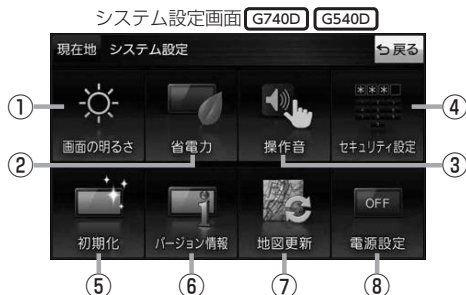 システム設定画面 G740D G540D
現在地 システム設定 戻る
① ④
画面の明るさ 省電力 操作音 ＊＊＊ セキュリティ設定
② ③
初期化 バージョン情報 地図更新 OFF 電源設定
⑤ ⑥ ⑦ ⑧